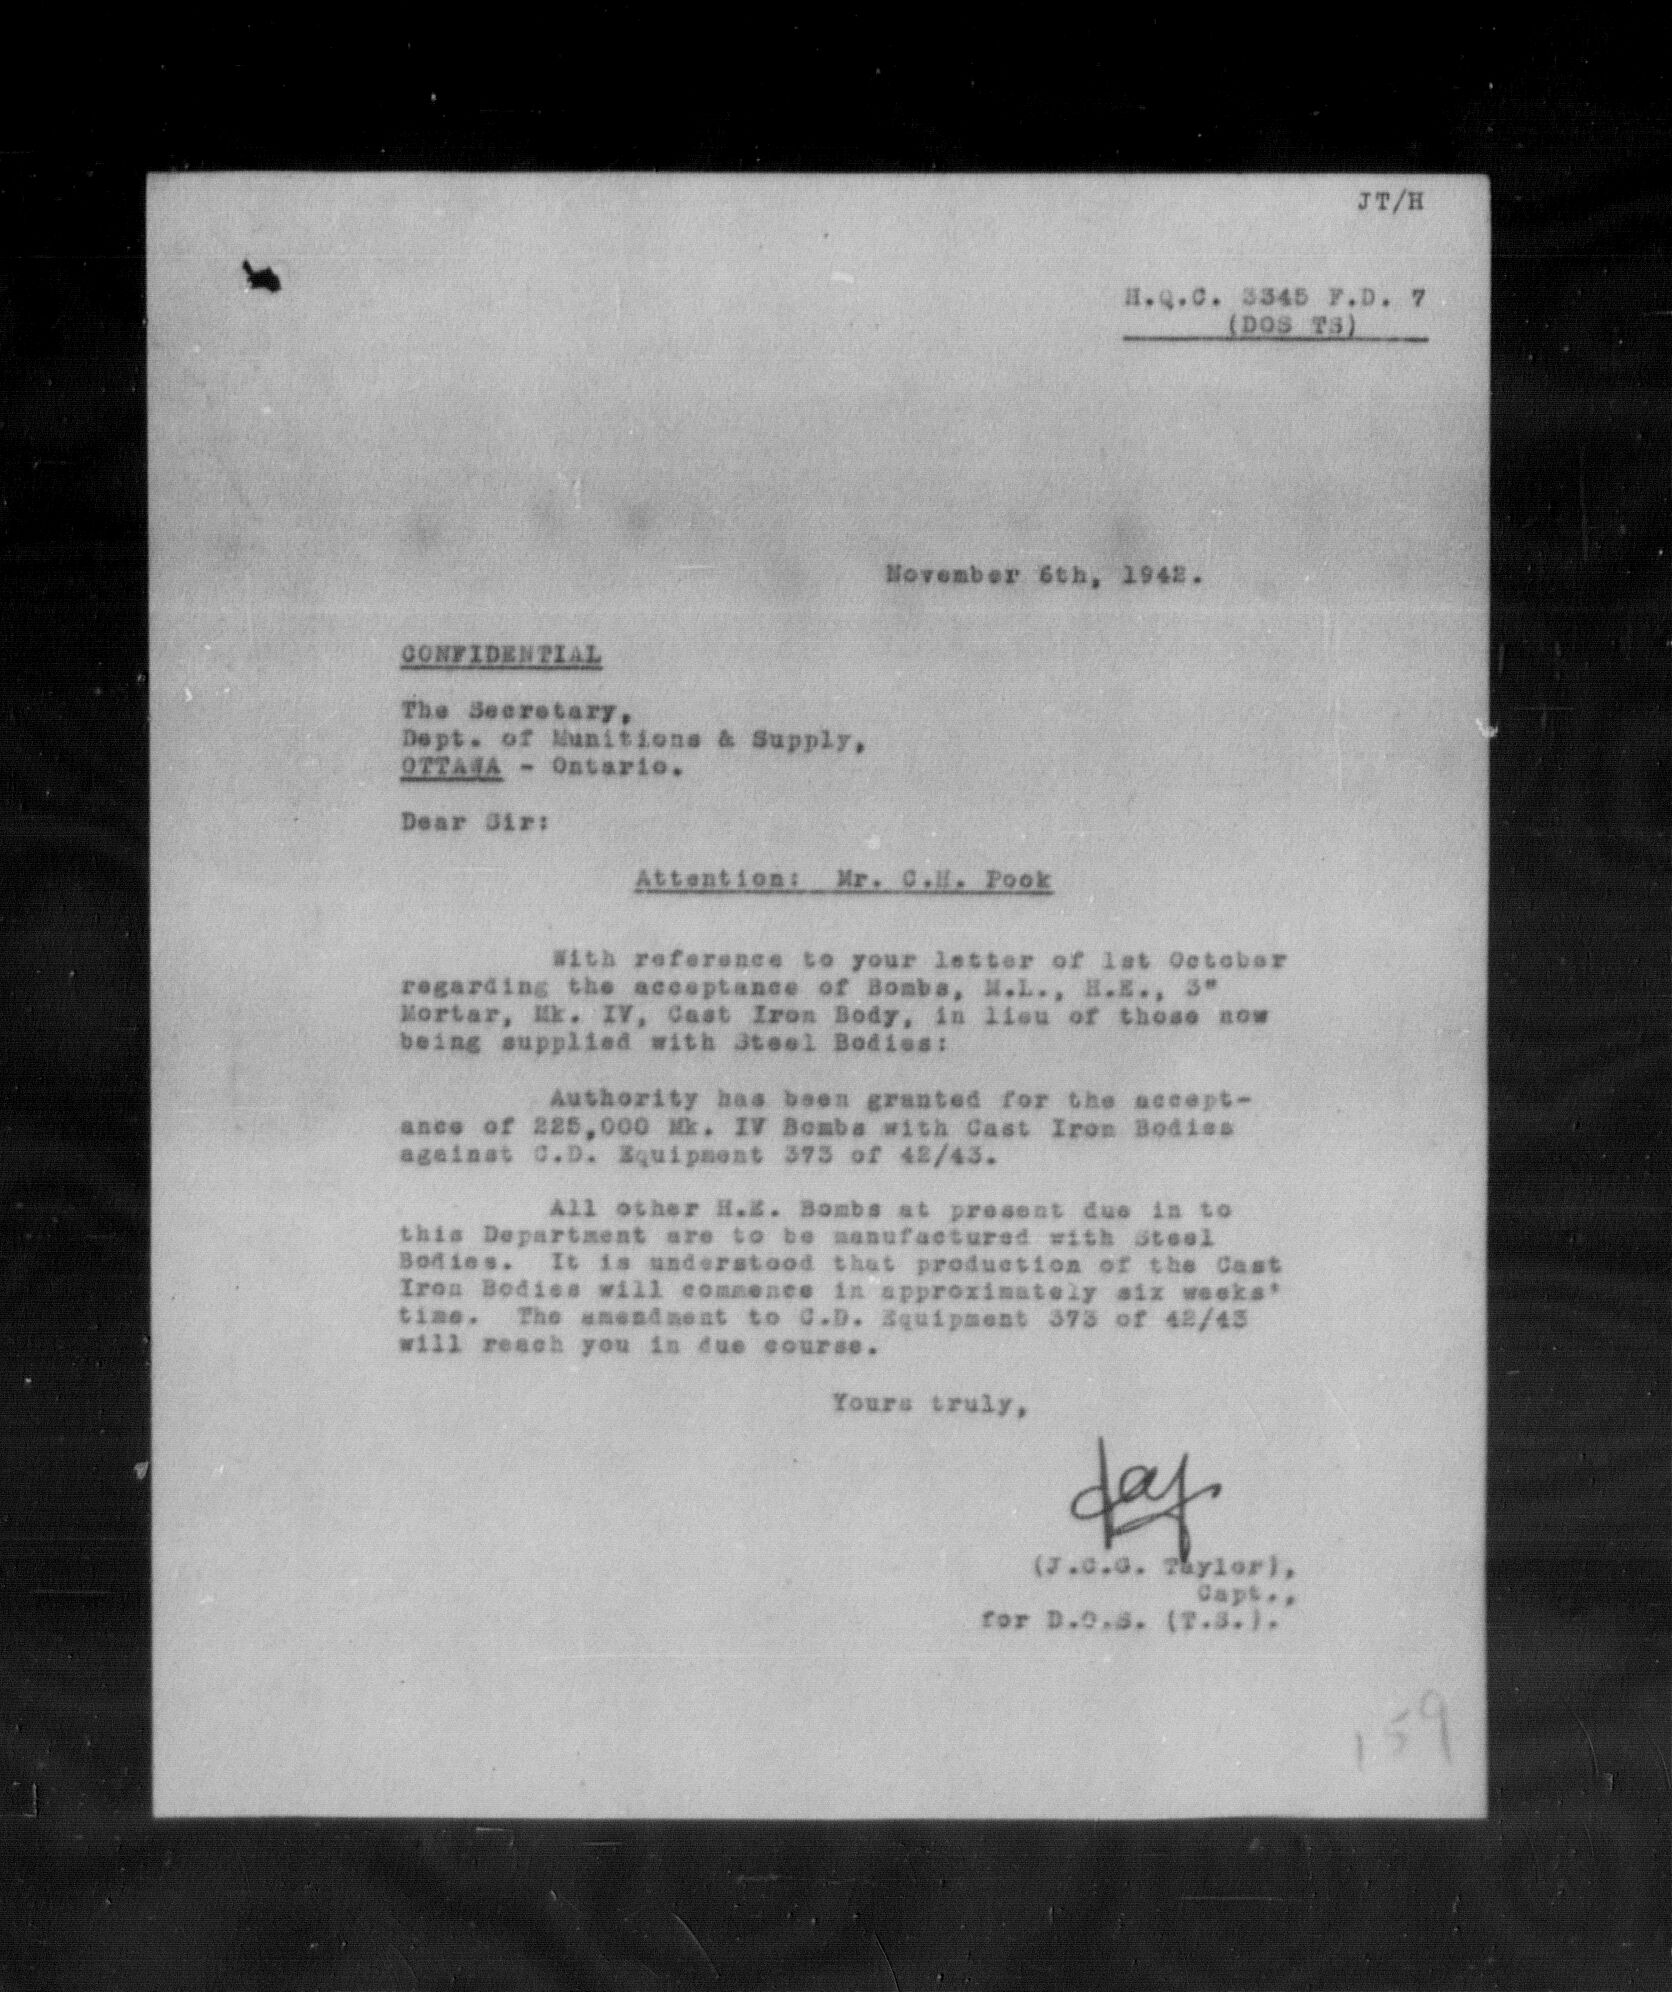 JT/H
H.Q.C. 3345 F.D. 7
(DOS TS)
November 6th, 1942.
CONFIDENTIAL
The Secretary,
Dept. of Munitions & Supply,
OTTAWA - Ontario.
Dear Sir:
Attention: Mr. C.H. Pook
With reference to your letter of 1st October
regarding the acceptance of Bombs, M.L., H.E., 3"
Mortar, Mk. IV, Cast Iron Body, in lieu of those now
being supplied with Steel Bodies:
Authority has been granted for the accept-
ance of 225,000 Mk. IV Bombs with Cast Iron Bodies
against C.D. Equipment 373 of 42/43.
All other H.E. Bombs at present due in to
this Department are to be manufactured with Steel
Bodies. It is understood that production of the Cast
Iron Bodies will commence in approximately six weeks'
time. The amendment to C.D. Equipment 373 of 42/43
will reach you in due course.
Yours truly,
(J.C.G. Taylor),
Capt.,
for D.O.S. (T.S.).
159